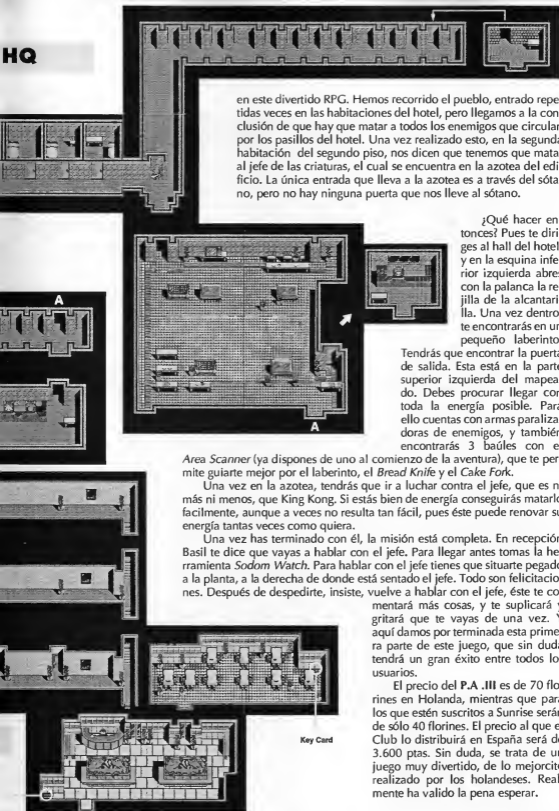 HQ
en este divertido RPG. Hemos recorrido el pueblo, entrado repe-
tidas veces en las habitaciones del hotel, pero llegamos a la con-
clusión de que hay que matar a todos los enemigos que circulan
por los pasillos del hotel. Una vez realizado esto, en la segunda
habitación del segundo piso, nos dicen que tenemos que matar
al jefe de las criaturas, el cual se encuentra en la azotea del edi-
ficio. La única entrada que lleva a la azotea es a través del sóta-
no, pero no hay ninguna puerta que nos lleve al sótano.
¿Qué hacer en-
tonces? Pues te diri-
ges al hall del hotel,
y en la esquina infe-
rior izquierda abres
con la palanca la re-
jilla de la alcantari-
lla. Una vez dentro,
te encontrarás en un
pequeño laberinto.
Tendrás que encontrar la puerta
de salida. Esta está en la parte
superior izquierda del mapea-
do. Debes procurar llegar con
toda la energía posible. Para
ello cuentas con armas paraliza-
doras de enemigos, y también
encontrarás 3 baúles con el
Area Scanner (ya dispones de uno al comienzo de la aventura), que te per-
mite guiarte mejor por el laberinto, el Bread Knife y el Cake Fork.
Una vez en la azotea, tendrás que ir a luchar contra el jefe, que es ni
más ni menos, que King Kong. Si estás bien de energía conseguirás matarlo
facilmente, aunque a veces no resulta tan fácil, pues éste puede renovar su
energía tantas veces como quiera.
Una vez has terminado con él, la misión está completa. En recepción
Basil te dice que vayas a hablar con el jefe. Para llegar antes tomas la he-
rramienta Sodom Watch. Para hablar con el jefe tienes que situarte pegado
a la planta, a la derecha de donde está sentado el jefe. Todo son felicitacio-
nes. Después de despedirte, insiste, vuelve a hablar con el jefe, éste te co-
mentará más cosas, y te suplicará y
gritará que te vayas de una vez. Y
aquí damos por terminada esta prime-
ra parte de este juego, que sin duda
tendrá un gran éxito entre todos los
usuarios.
El precio del P.A .III es de 70 flo-
rines en Holanda, mientras que para
los que estén suscritos a Sunrise serán
de sólo 40 florines. El precio al que el
Club lo distribuirá en España será de
3.600 ptas. Sin duda, se trata de un
juego muy divertido, de lo mejorcito
realizado por los holandeses. Real-
mente ha valido la pena esperar.
A
A
Key Card